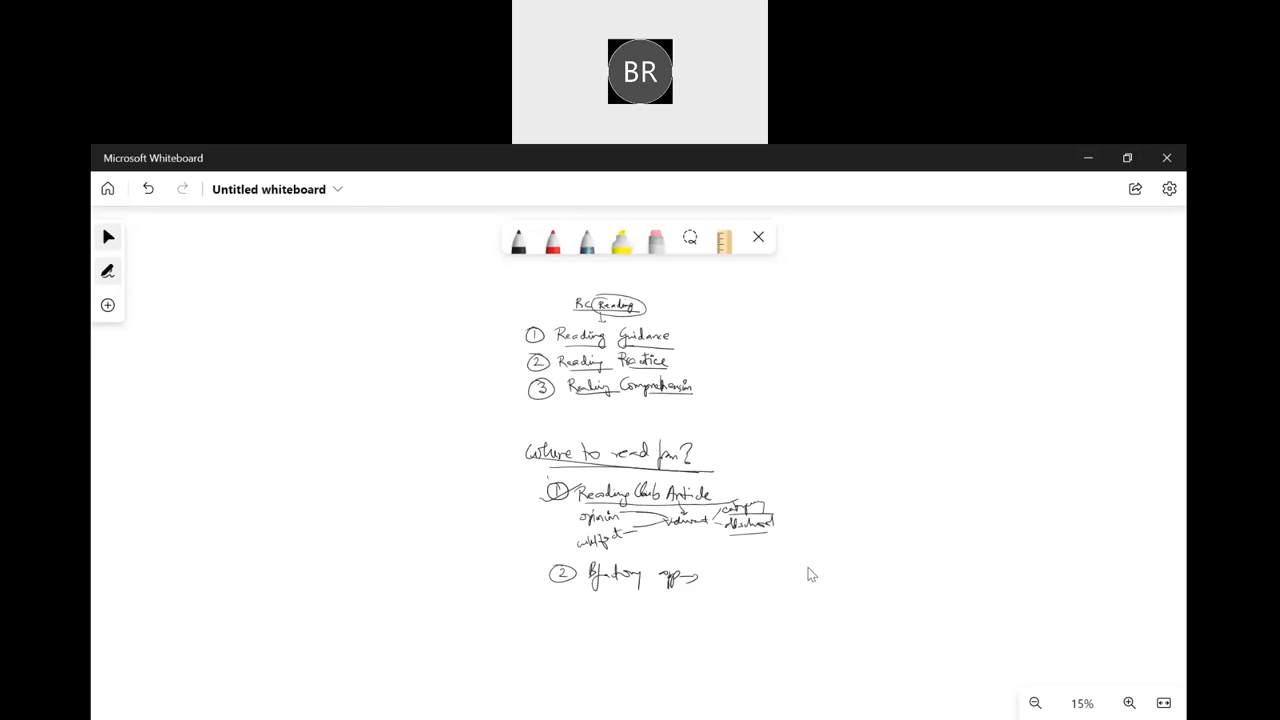 BR
Microsoft Whiteboard
Untitled whiteboard
RC Reading
1 Reading Guidance
2 Reading Practice
3 Reading Comprehension
Where to read from?
1 Reading Club Article
opinion
2 app
15%